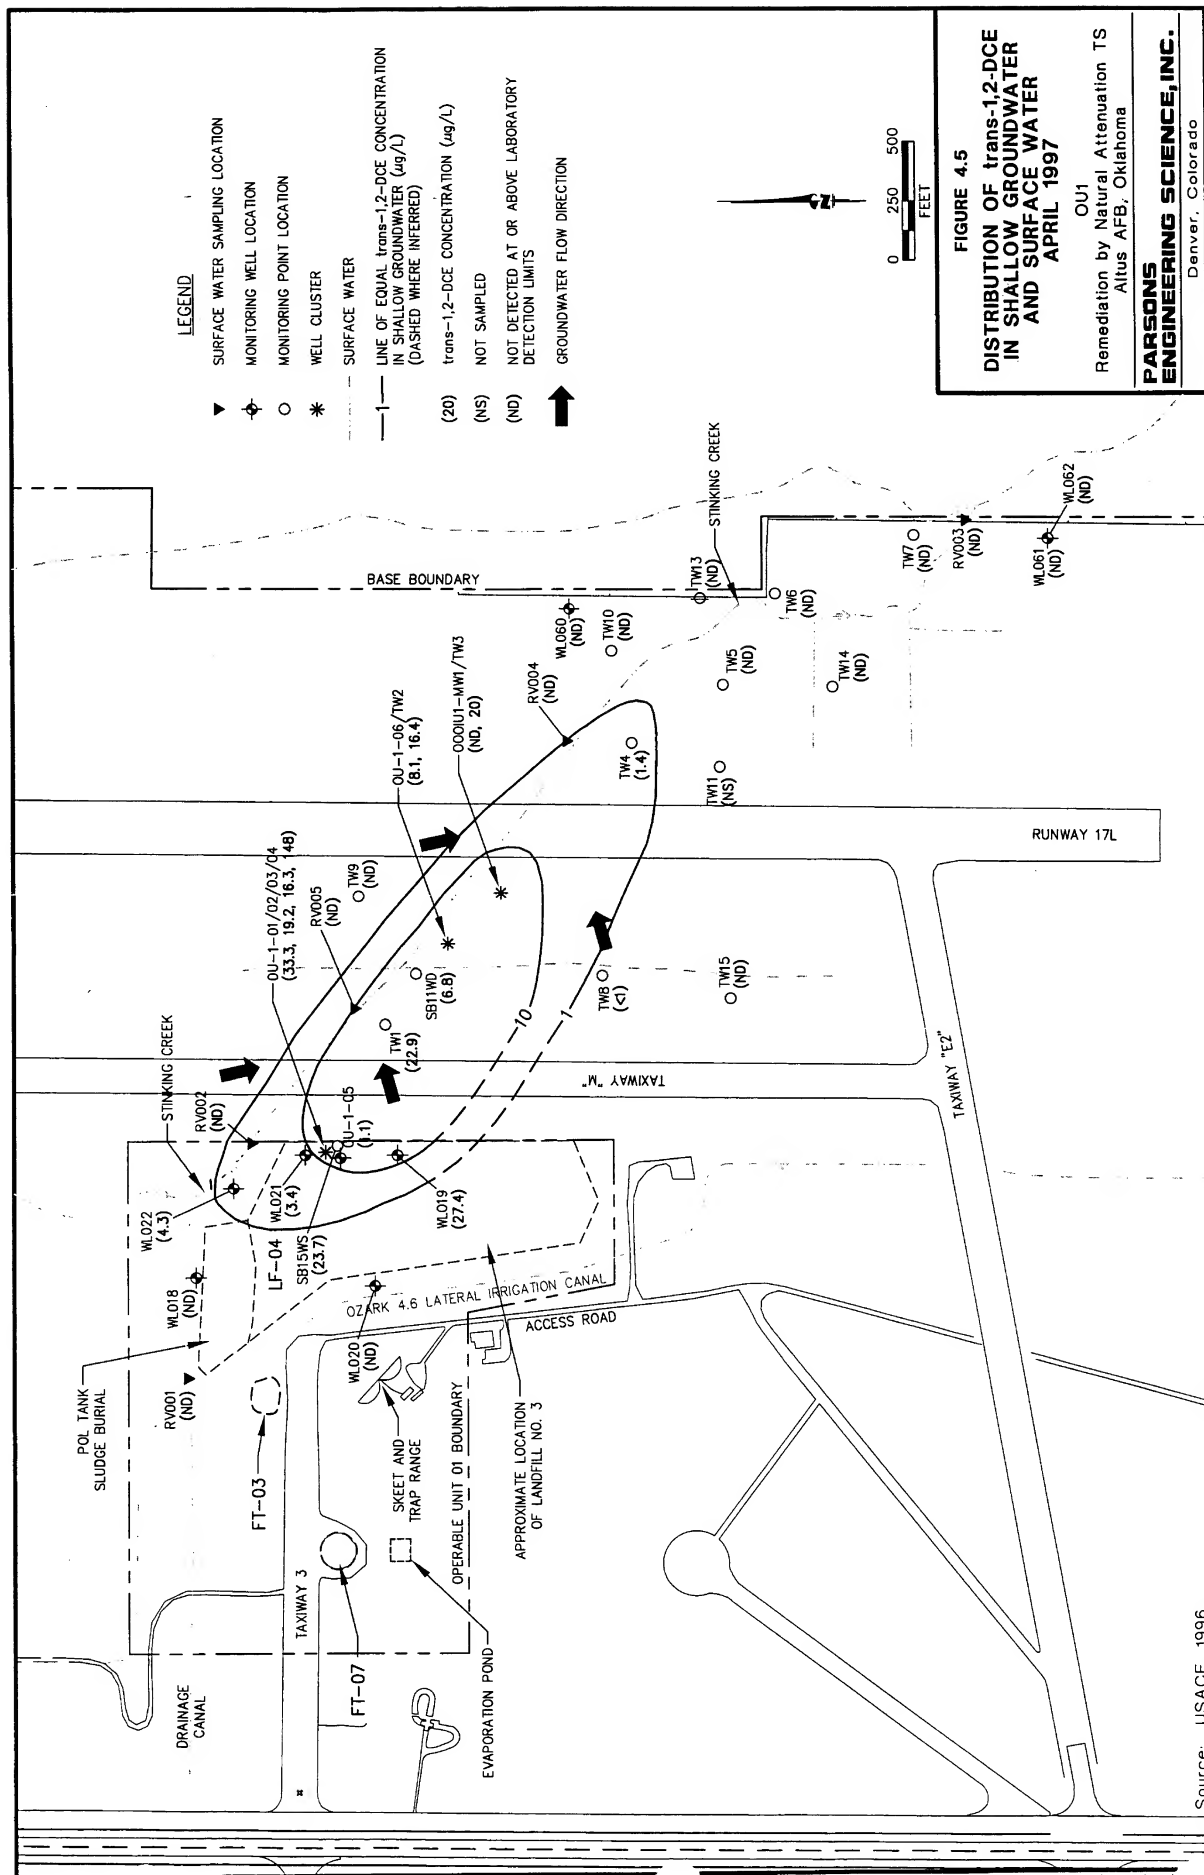 LEGEND
SURFACE WATER SAMPLING LOCATION
MONITORING WELL LOCATION
MONITORING POINT LOCATION
WELL CLUSTER
SURFACE WATER
1
LINE OF EQUAL trans-1,2-DCE CONCENTRATION
IN SHALLOW GROUNDWATER (ug/L)
(DASHED WHERE INFERRED)
(20) trans-1,2-DCE CONCENTRATION (ug/L)
(NS) NOT SAMPLED
(ND) NOT DETECTED AT OR ABOVE LABORATORY
DETECTION LIMITS
GROUNDWATER FLOW DIRECTION
N
0 250 500
FEET
FIGURE 4.5
DISTRIBUTION OF trans-1,2-DCE
IN SHALLOW GROUNDWATER
AND SURFACE WATER
APRIL 1997
OU1
Remediation by Natural Attenuation TS
Altus AFB, Oklahoma
PARSONS
ENGINEERING SCIENCE, INC.
Denver, Colorado
DRAINAGE
CANAL
POL TANK
SLUDGE BURIAL
FT-03
FT-07
TAXIWAY 3
SKEET AND
TRAP RANGE
EVAPORATION POND
OPERABLE UNIT 01 BOUNDARY
APPROXIMATE LOCATION
OF LANDFILL NO. 3
OZARK 4.6 LATERAL IRRIGATION CANAL
ACCESS ROAD
LF-04
RV001
(ND)
WL018
(ND)
WL020
(ND)
WL022
(4.3)
WL021
(3.4)
SB15WS
(23.7)
WL019
(27.4)
OU-1-05
(1.1)
STINKING CREEK
RV002
(ND)
OU-1-01/02/03/04
(33.3, 19.2, 16.3, 148)
TW1
(22.9)
SB11WD
(6.8)
RV005
(ND)
TW9
(ND)
OU-1-06/TW2
(8.1, 16.4)
OOOIU1-MW1/TW3
(ND, 20)
RV004
(ND)
10
1
TW8
(<1)
TW15
(ND)
TW4
(1.4)
TW11
(NS)
TW5
(ND)
TW14
(ND)
WL060
(ND)
TW10
(ND)
TW13
(ND)
TW6
(ND)
STINKING CREEK
TW7
(ND)
RV003
(ND)
WL061
(ND)
WL062
(ND)
BASE BOUNDARY
TAXIWAY "M"
TAXIWAY "E2"
RUNWAY 17L
Source: USACE, 1996